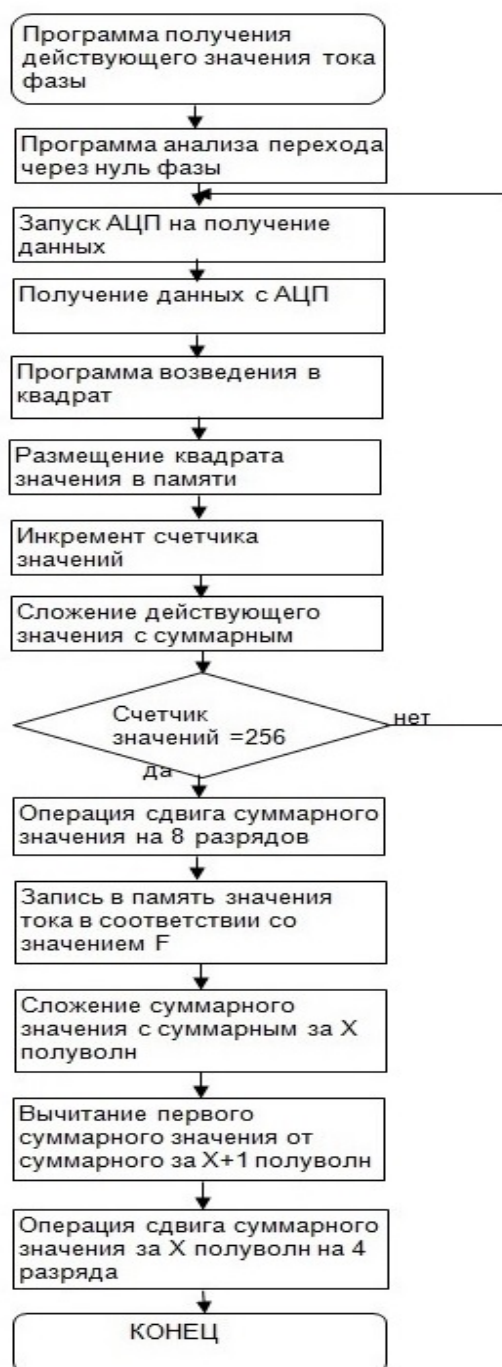 Программа получения
действующего значения тока
фазы
Программа анализа перехода
через нуль фазы
Запуск АЦП на получение
данных
Получение данных с АЦП
Программа возведения в
квадрат
Размещение квадрата
значения в памяти
Инкремент счетчика
значений
Сложение действующего
значения с суммарным
Счетчик
значений =256
нет
да
Операция сдвига суммарного
значения на 8 разрядов
Запись в память значения
тока в соответствии со
значением F
Сложение суммарного
значения с суммарным за X
полуволн
Вычитание первого
суммарного значения от
суммарного за X+1 полуволн
Операция сдвига суммарного
значения за X полуволн на 4
разряда
КОНЕЦ